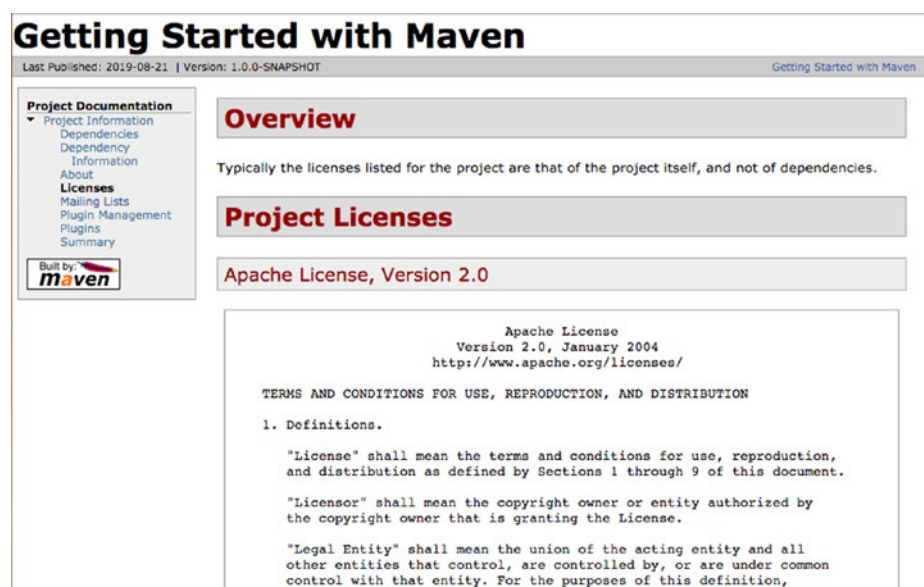 Getting Started with Maven
Last Published: 2019-08-21 | Version: 1.0.0-SNAPSHOT
Getting Started with Maven
Project Documentation
Project Information
Dependencies
Dependency
Information
About
Licenses
Mailing Lists
Plugin Management
Plugins
Summary
Built by:
maven
Overview
Typically the licenses listed for the project are that of the project itself, and not of dependencies.
Project Licenses
Apache License, Version 2.0
Apache License
Version 2.0, January 2004
http://www.apache.org/licenses/
TERMS AND CONDITIONS FOR USE, REPRODUCTION, AND DISTRIBUTION
1. Definitions.
"License" shall mean the terms and conditions for use, reproduction,
and distribution as defined by Sections 1 through 9 of this document.
"Licensor" shall mean the copyright owner or entity authorized by
the copyright owner that is granting the License.
"Legal Entity" shall mean the union of the acting entity and all
other entities that control, are controlled by, or are under common
control with that entity. For the purposes of this definition,